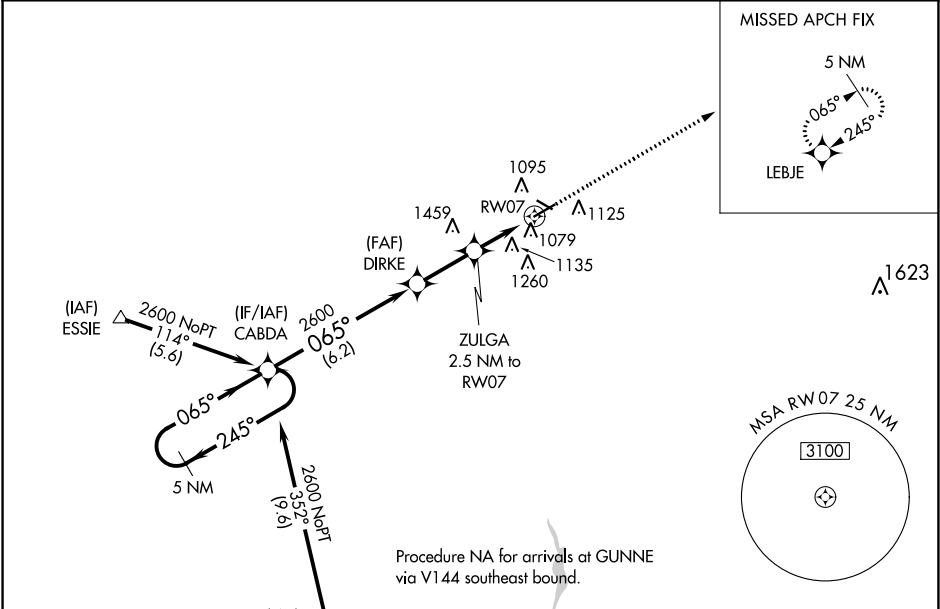 MISSED APCH FIX
5 NM
065°
245°
LEBJE
1095
RW07
1125
1459
1079
1135
1260
(FAF)
DIRKE
1623
(IAF)
ESSIE
2600 NoPT
114°
(5.6)
(IF/IAF)
CABDA
2600
065°
(6.2)
ZULGA
2.5 NM to
RW07
065°
245°
5 NM
2600 NoPT
352°
(9.6)
MSA RW07 25 NM
3100
Procedure NA for arrivals at GUNNE
via V144 southeast bound.